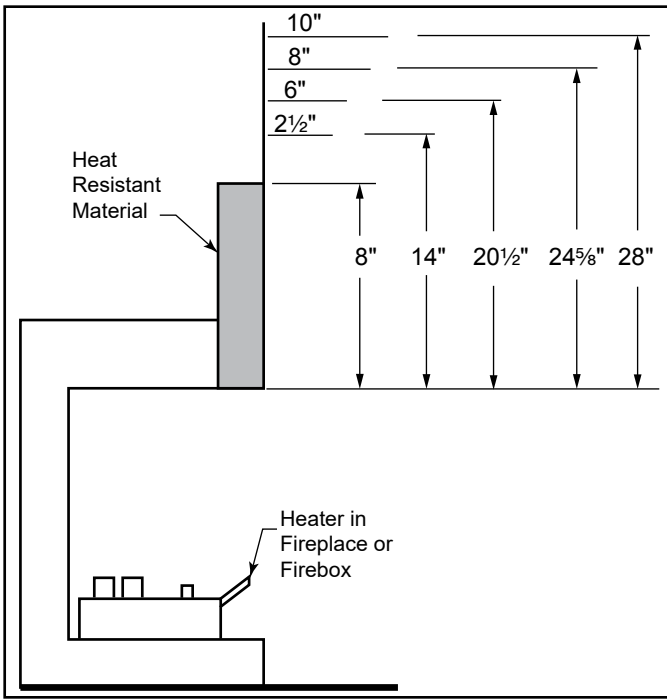 10"
8"
6"
2½"
Heat
Resistant
Material
8" 14" 20½" 24⅝" 28"
Heater in
Fireplace or
Firebox